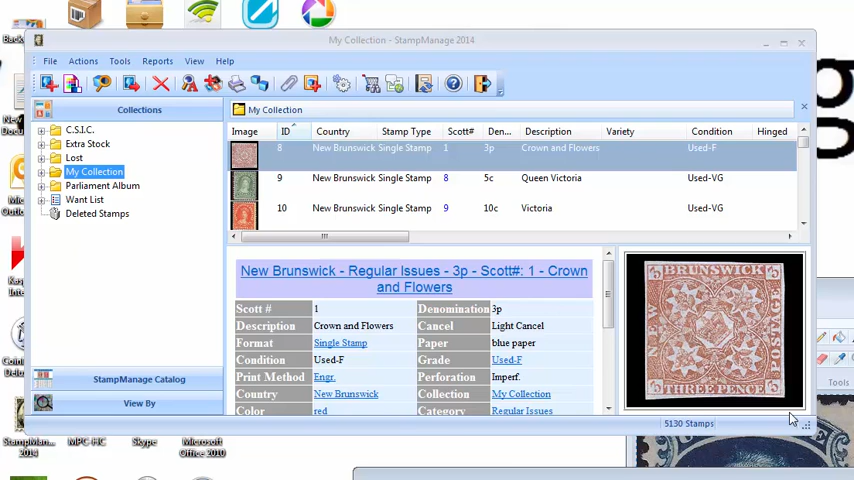 My Collection - StampManage 2014
File Actions Tools Reports View Help
Collections
C.S.I.C.
Extra Stock
Lost
My Collection
Parliament Album
Want List
Deleted Stamps
StampManage Catalog
View By
My Collection
Image ID Country Stamp Type Scott# Den... Description Variety Condition Hinged
8 New Brunswick Single Stamp 1 3p Crown and Flowers Used-F
9 New Brunswick Single Stamp 8 5c Queen Victoria Used-VG
10 New Brunswick Single Stamp 9 10c Victoria Used-VG
New Brunswick - Regular Issues - 3p - Scott#: 1 - Crown
and Flowers
Scott # 1 Denomination 3p
Description Crown and Flowers Cancel Light Cancel
Format Single Stamp Paper blue paper
Condition Used-F Grade Used-F
Print Method Engr. Perforation Imperf.
Country New Brunswick Collection My Collection
Color red Category Regular Issues
BRUNSWICK
NEW
POSTAGE
THREE PENCE
5130 Stamps
Tools
StampMan...
2014
MPC-HC
Skype
Microsoft
Office 2010